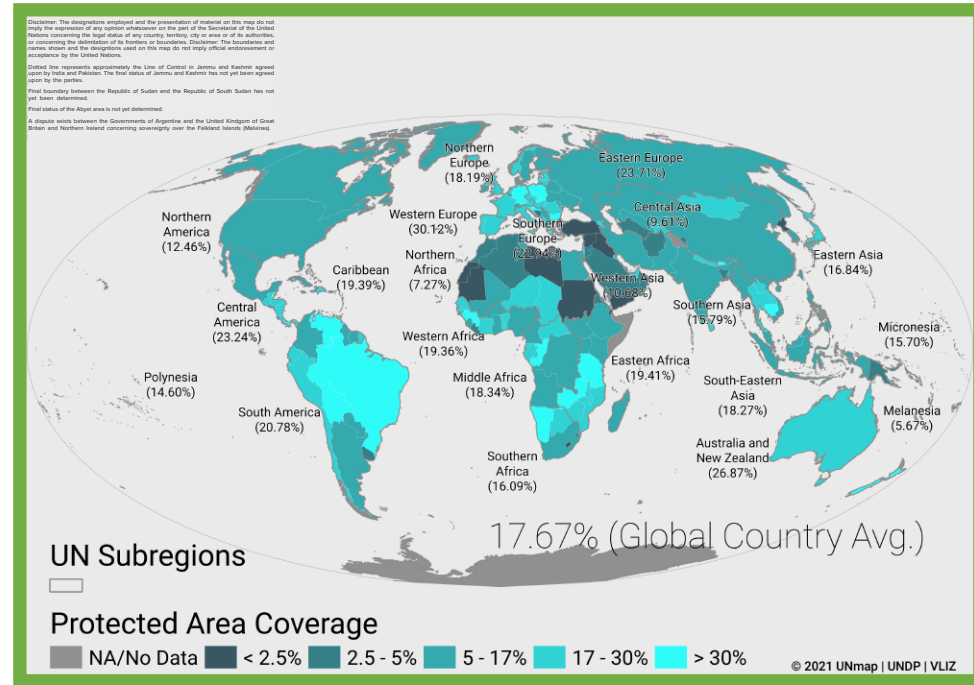 Disclaimer: The designations employed and the presentation of material on this map do not
imply the expression of any opinion whatsoever on the part of the Secretariat of the United
Nations concerning the legal status of any country, territory, city or area or of its authorities,
or concerning the delimitation of its frontiers or boundaries. Disclaimer: The boundaries and
names shown and the designtions used on this map do not imply official endoresement or
acceptance by the United Nations.
Dotted line represents approximately the Line of Control in Jammu and Kashmir agreed
upon by India and Pakistan. The final status of Jammu and Kashmir has not yet been agreed
upon by the parties.
Final boundary between the Republic of Sudan and the Republic of South Sudan has not
yet been determined.
Final status of the Abyei area is not yet determined.
A dispute exists between the Governments of Argentina and the United Kindgom of Great
Britain and Northern Ireland concerning sovereignty over the Falkland Islands (Malvinas).
Northern
Europe
(18.19%)
Eastern Europe
(23.71%)
Northern
America
(12.46%)
Western Europe
(30.12%)
Southern
Europe
(22.94%)
Central Asia
(9.61%)
Northern
Africa
(7.27%)
Caribbean
(19.39%)
Western Asia
(10.68%)
Eastern Asia
(16.84%)
Central
America
(23.24%)
Southern Asia
(15.79%)
Western Africa
(19.36%)
Micronesia
(15.70%)
Eastern Africa
(19.41%)
Polynesia
(14.60%)
Middle Africa
(18.34%)
South-Eastern
Asia
(18.27%)
South America
(20.78%)
Melanesia
(5.67%)
Australia and
New Zealand
(26.87%)
Southern
Africa
(16.09%)
17.67% (Global Country Avg.)
UN Subregions
Protected Area Coverage
NA/No Data < 2.5% 2.5 - 5% 5 - 17% 17 - 30% > 30%
© 2021 UNmap | UNDP | VLIZ